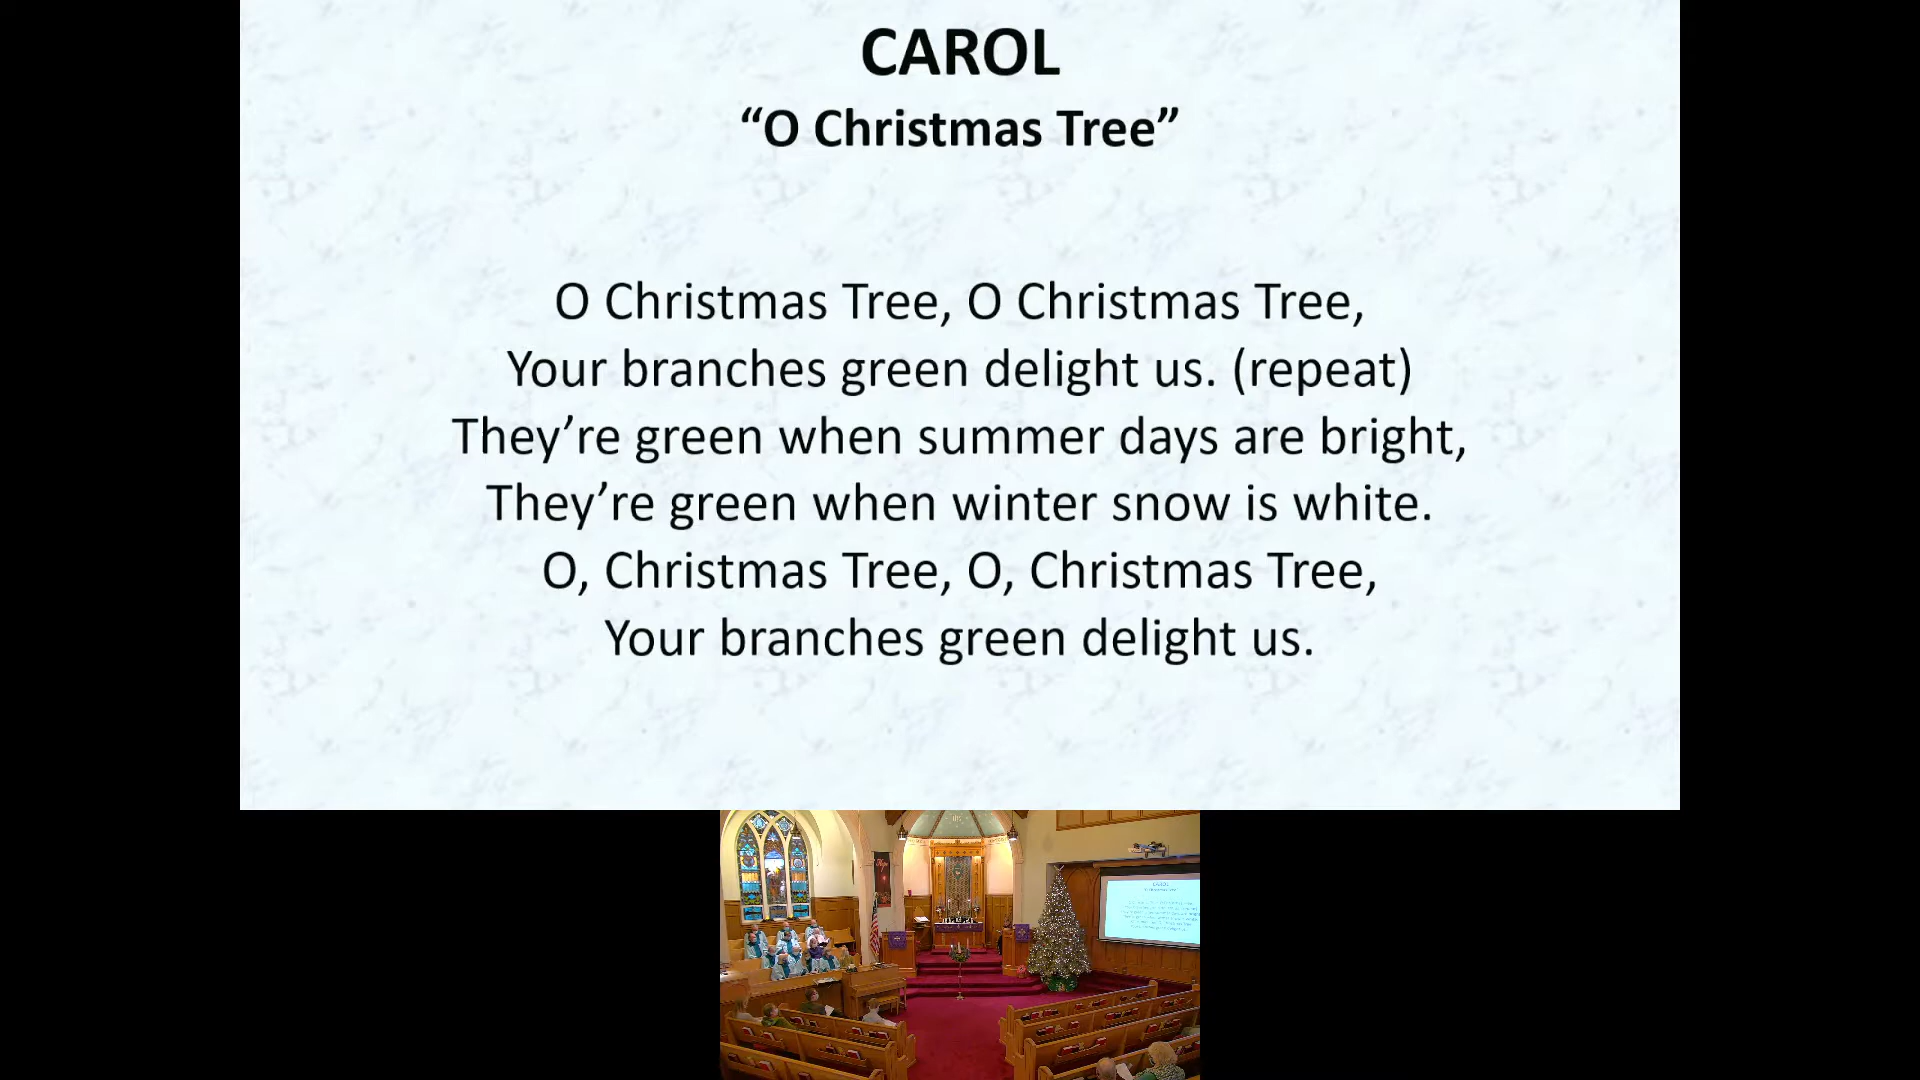 CAROL
“O Christmas Tree”
O Christmas Tree, O Christmas Tree,
Your branches green delight us. (repeat)
They’re green when summer days are bright,
They’re green when winter snow is white.
O, Christmas Tree, O, Christmas Tree,
Your branches green delight us.